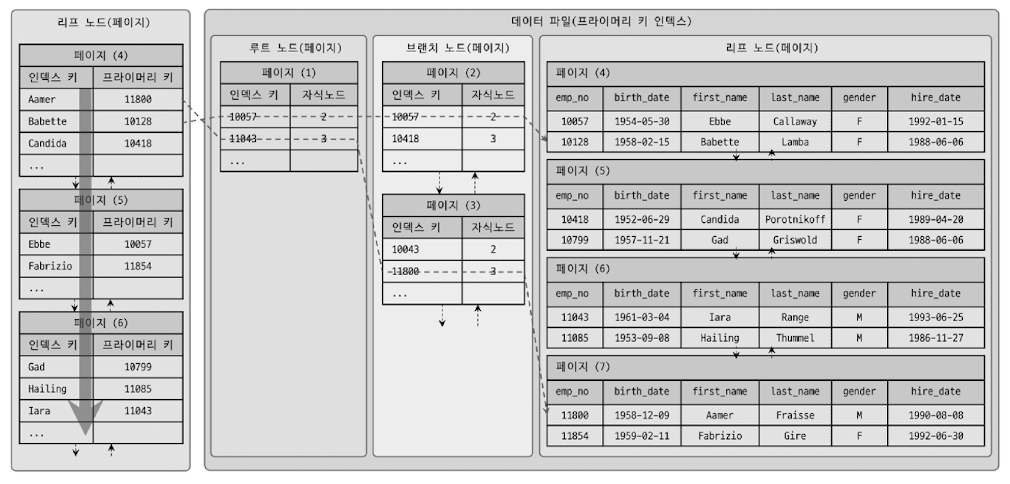 리프 노드(페이지)
페이지 (4)
인덱스 키 프라이머리 키
Aamer 11800
Babette 10128
Candida 10418
...
페이지 (5)
인덱스 키 프라이머리 키
Ebbe 10057
Fabrizio 11854
...
페이지 (6)
인덱스 키 프라이머리 키
Gad 10799
Hailing 11085
Iara 11043
...
데이터 파일(프라이머리 키 인덱스)
루트 노드(페이지)
페이지 (1)
인덱스 키 자식노드
10057 2
11043 3
...
브랜치 노드(페이지)
페이지 (2)
인덱스 키 자식노드
10057 2
10418 3
...
페이지 (3)
인덱스 키 자식노드
10043 2
11800 3
...
리프 노드(페이지)
페이지 (4)
emp_no birth_date first_name last_name gender hire_date
10057 1954-05-30 Ebbe Callaway F 1992-01-15
10128 1958-02-15 Babette Lamba F 1988-06-06
페이지 (5)
emp_no birth_date first_name last_name gender hire_date
10418 1952-06-29 Candida Porotnikoff F 1989-04-20
10799 1957-11-21 Gad Griswold F 1988-06-06
페이지 (6)
emp_no birth_date first_name last_name gender hire_date
11043 1961-03-04 Iara Range M 1993-06-25
11085 1953-09-08 Hailing Thummel M 1986-11-27
페이지 (7)
emp_no birth_date first_name last_name gender hire_date
11800 1958-12-09 Aamer Fraisse M 1990-08-08
11854 1959-02-11 Fabrizio Gire F 1992-06-30